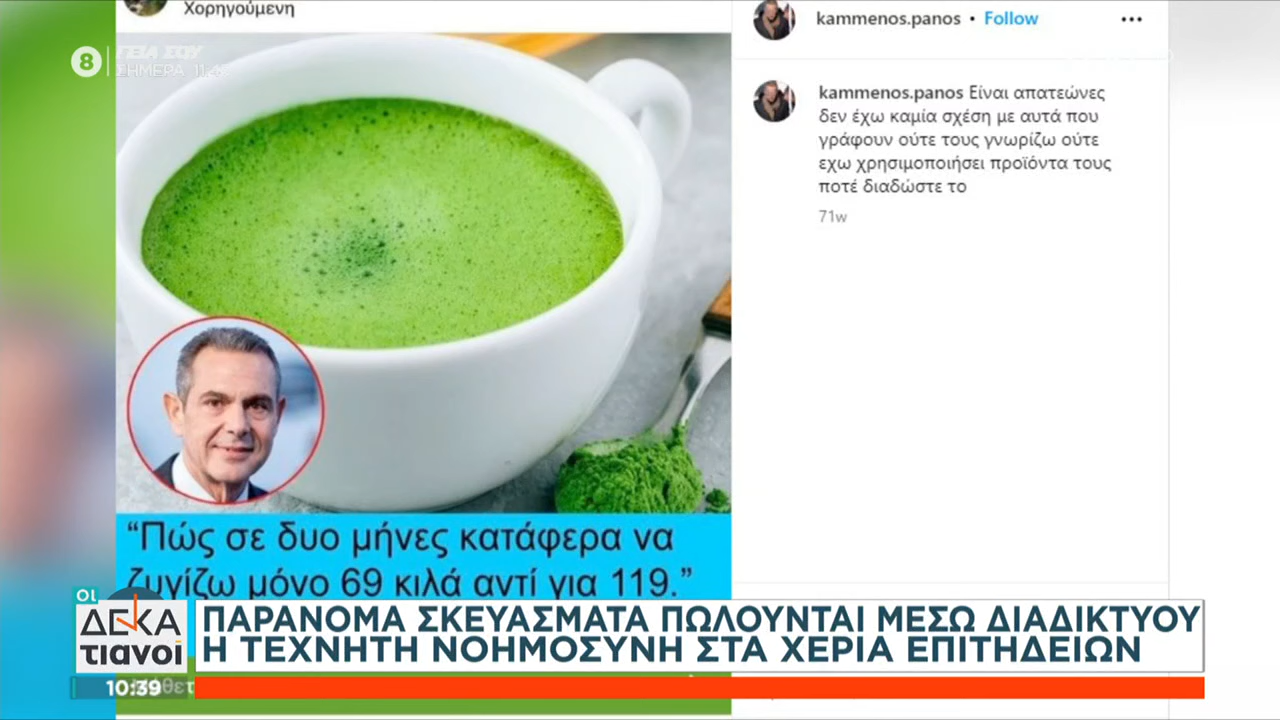 Χορηγούμενη
8
ΓΕΙΑ ΣΟΥ
ΣΗΜΕΡΑ
kammenos.panos • Follow
kammenos.panos Είναι απατεώνες
δεν έχω καμία σχέση με αυτά που
γράφουν ούτε τους γνωρίζω ούτε
εχω χρησιμοποιήσει προϊόντα τους
ποτέ διαδώστε το
71w
“Πώς σε δυο μήνες κατάφερα να
ζυγίζω μόνο 69 κιλά αντί για 119.”
ΟΙ
ΔΕΚΑ
τιανοί
ΠΑΡΑΝΟΜΑ ΣΚΕΥΑΣΜΑΤΑ ΠΩΛΟΥΝΤΑΙ ΜΕΣΩ ΔΙΑΔΙΚΤΥΟΥ
Η ΤΕΧΝΗΤΗ ΝΟΗΜΟΣΥΝΗ ΣΤΑ ΧΕΡΙΑ ΕΠΙΤΗΔΕΙΩΝ
10:39